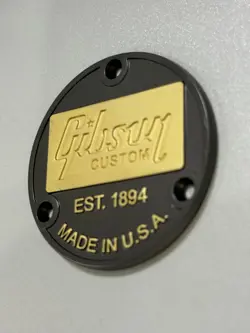 Gibson
CUSTOM
EST. 1894
MADE IN U.S.A.